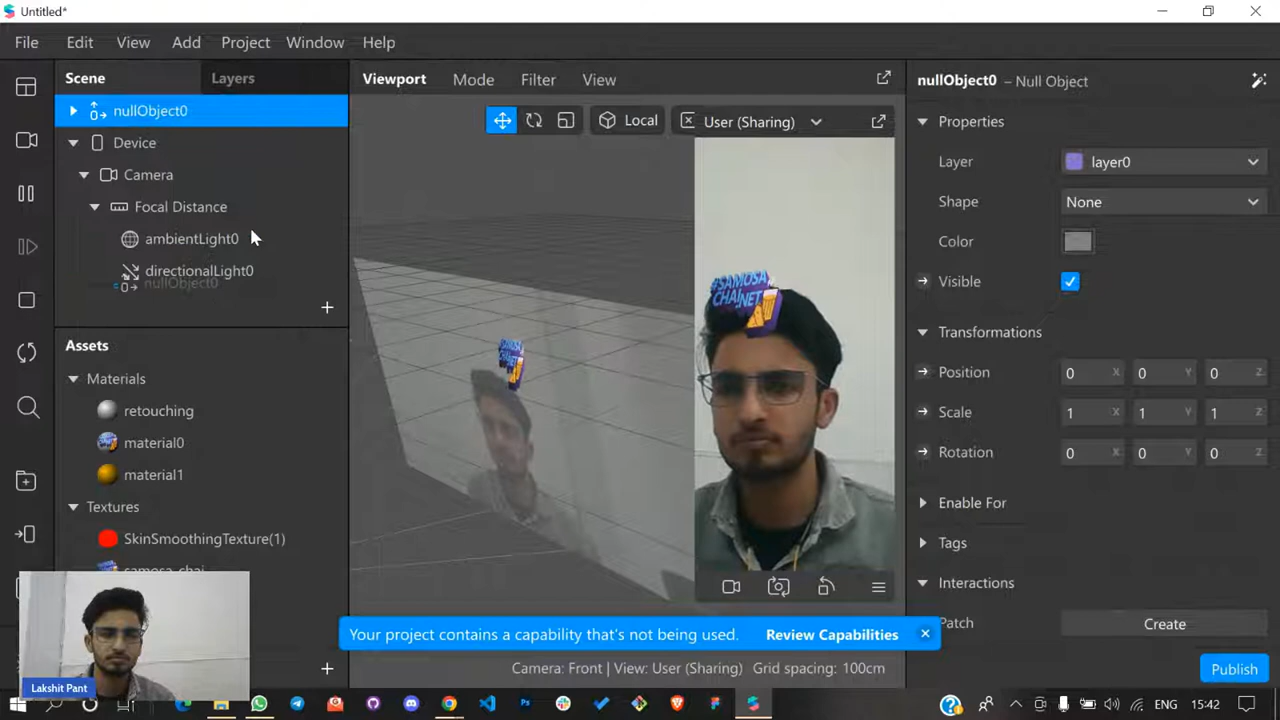 Untitled*
File Edit View Add Project Window Help
Scene Layers
nullObject0
Device
Camera
Focal Distance
ambientLight0
directionalLight0
nullObject0
Assets
Materials
retouching
material0
material1
Textures
SkinSmoothingTexture(1)
samosa_chai
Lakshit Pant
Viewport Mode Filter View
Local
User (Sharing)
#SAMOSA
CHAINET
Your project contains a capability that's not being used. Review Capabilities
Camera: Front | View: User (Sharing) Grid spacing: 100cm
nullObject0 – Null Object
Properties
Layer layer0
Shape None
Color
Visible
Transformations
Position 0 X 0 Y 0 Z
Scale 1 X 1 Y 1 Z
Rotation 0 X 0 Y 0 Z
Enable For
Tags
Interactions
Patch Create
Publish
ENG 15:42